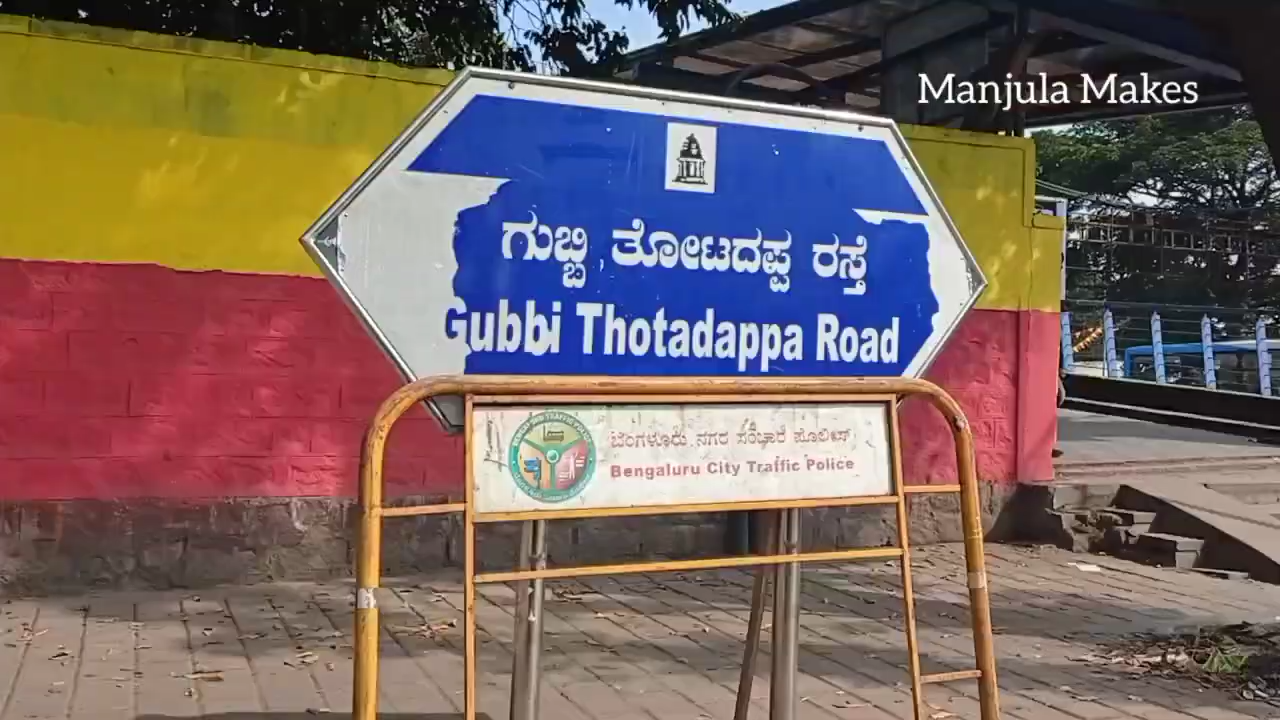 Manjula Makes
ಗುಬ್ಬಿ ತೋಟದಪ್ಪ ರಸ್ತೆ
Gubbi Thotadappa Road
ಬೆಂಗಳೂರು ನಗರ ಸಂಚಾರ ಪೊಲೀಸ್
Bengaluru City Traffic Police